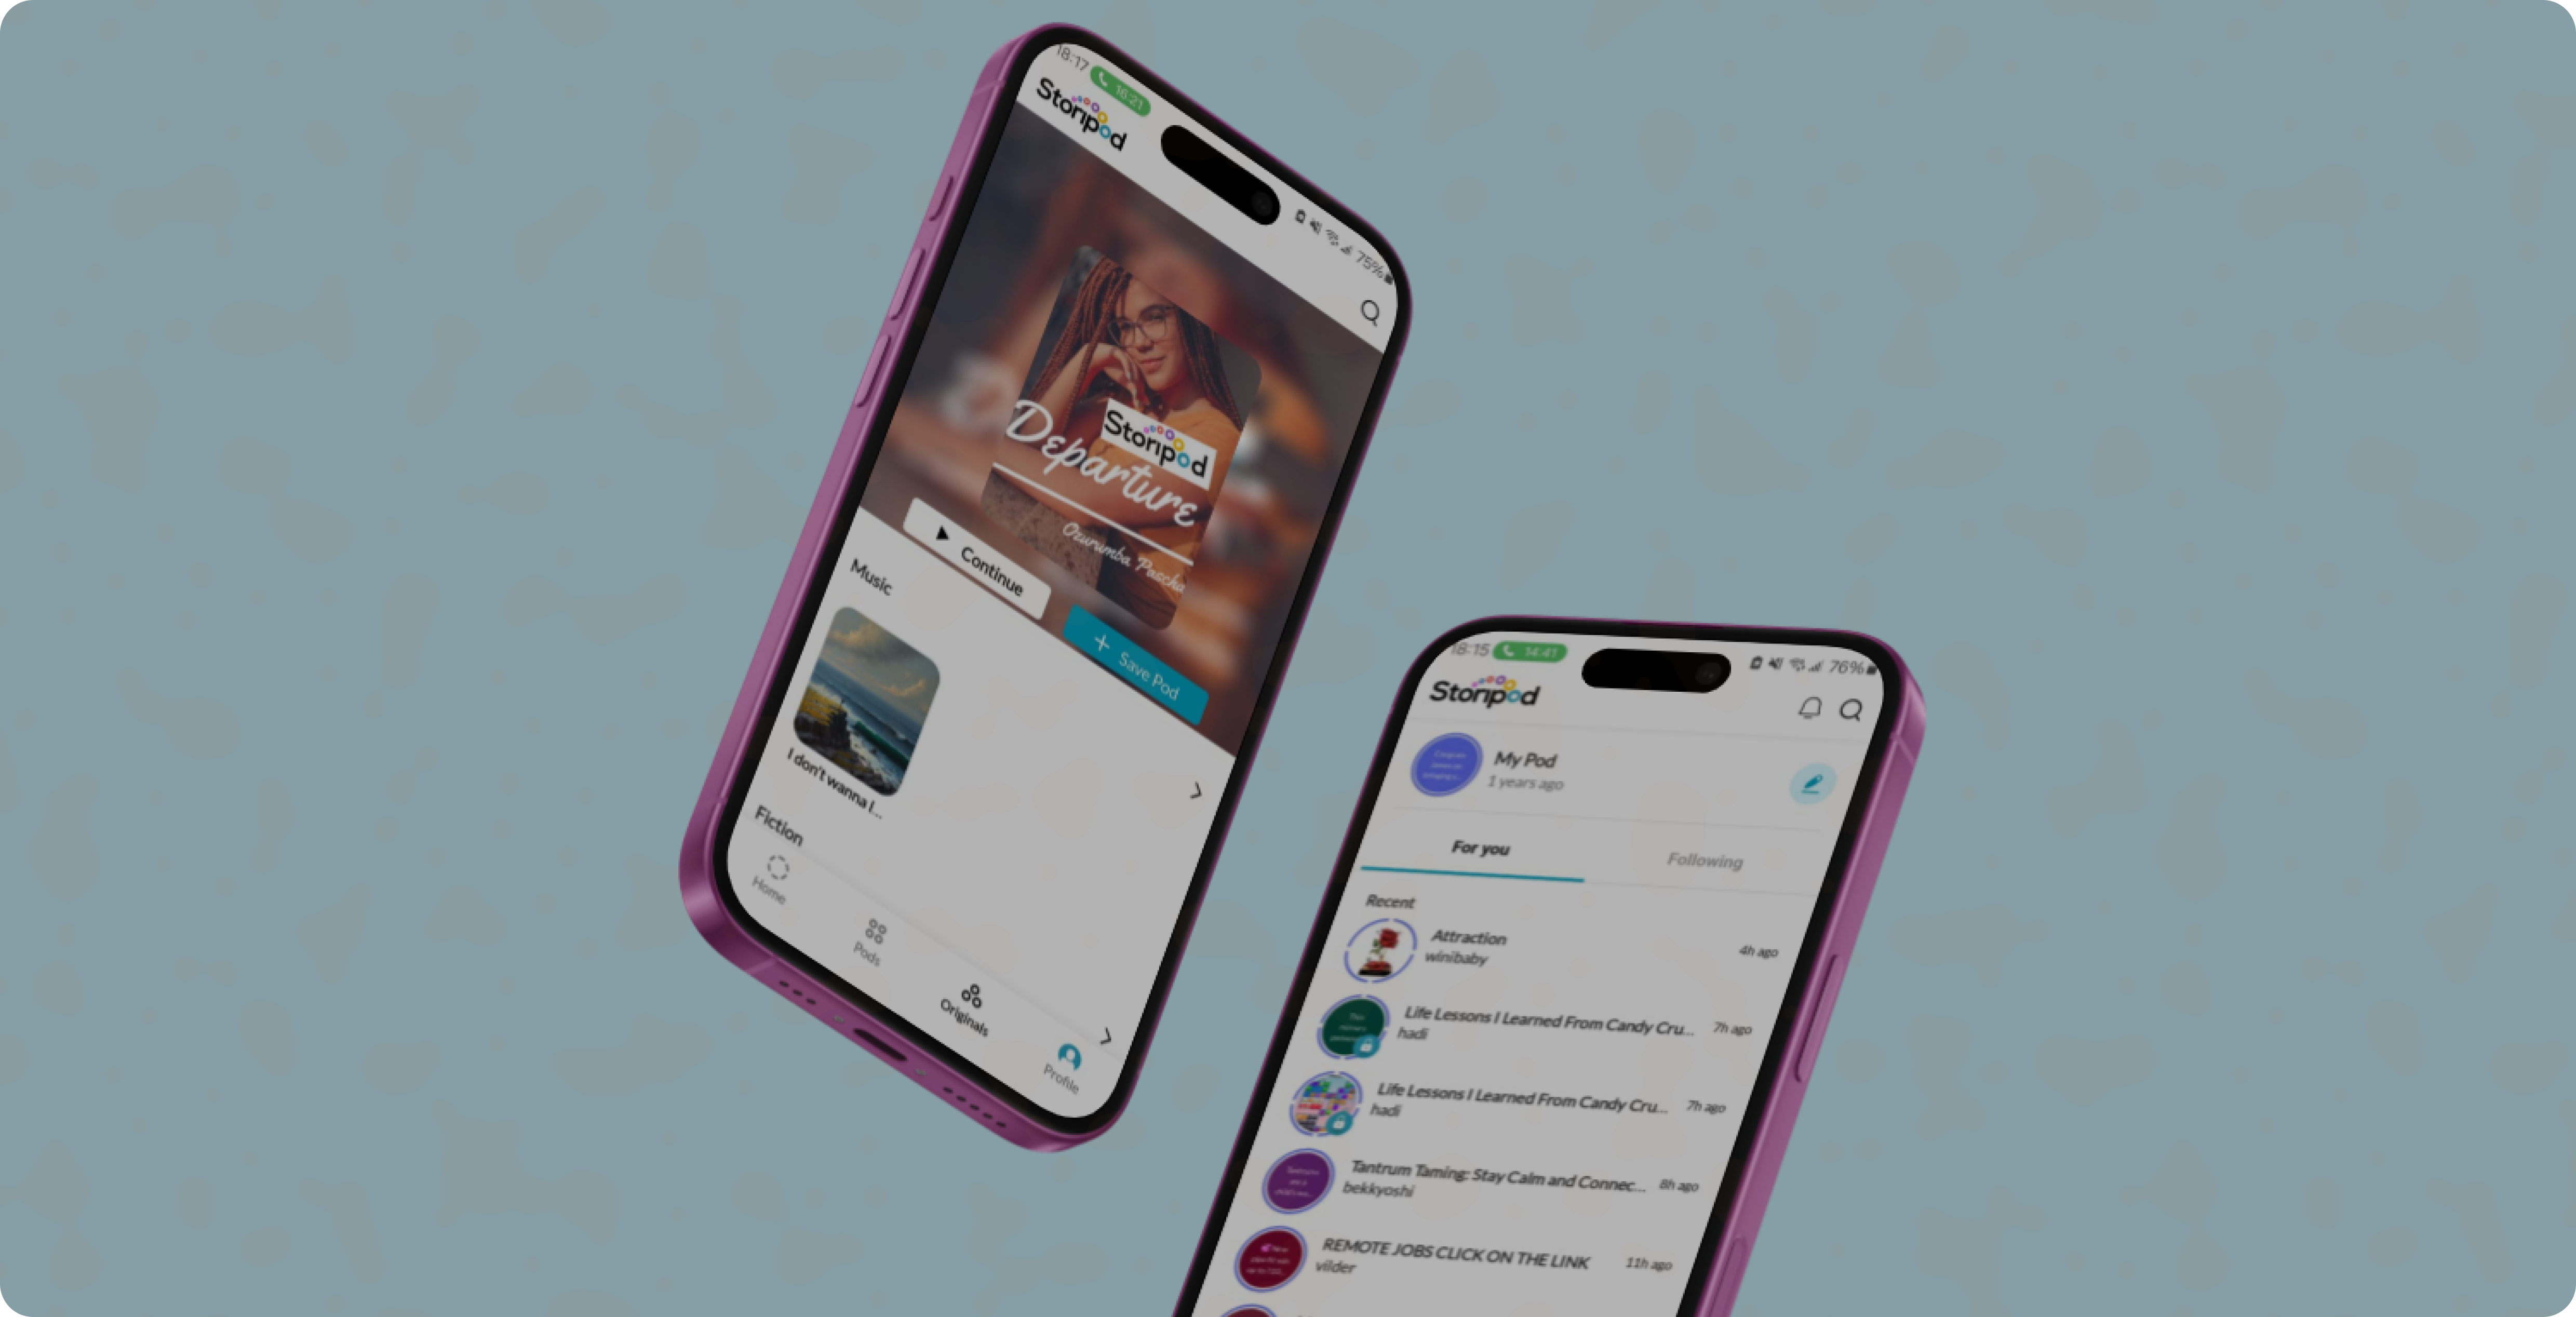 18:17
16:21
75%
Storipod
Storipod
Departure
Ozurumba Pascha
Continue
Save Pod
Music
I don't wanna l...
Fiction
Home
Pods
Originals
Profile
18:15
14:41
76%
Storipod
My Pod
1 years ago
For you
Following
Recent
Attraction
4h ago
winibaby
Life Lessons I Learned From Candy Cru...
7h ago
hadi
Life Lessons I Learned From Candy Cru...
7h ago
hadi
Tantrum Taming: Stay Calm and Connec...
8h ago
bekkyoshi
REMOTE JOBS CLICK ON THE LINK
11h ago
vilder